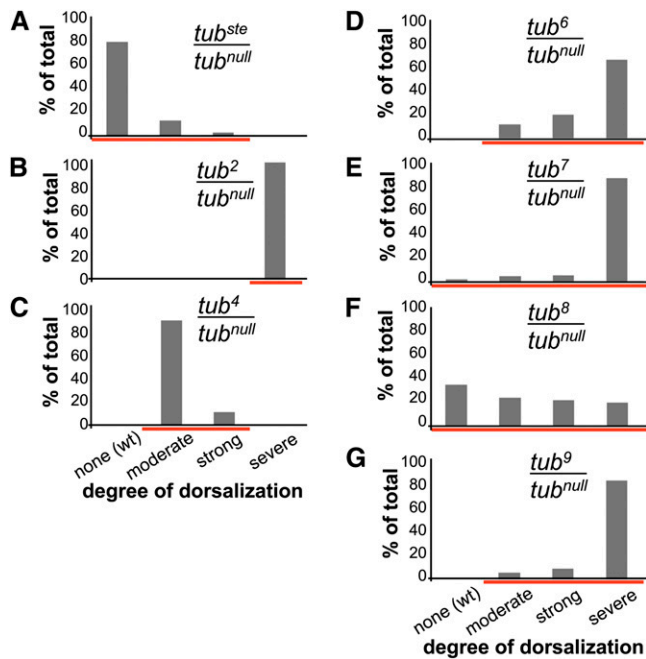 A
tub^ste
tub^null
% of total
100
80
60
40
20
0
B
tub^2
tub^null
% of total
100
80
60
40
20
0
C
tub^4
tub^null
% of total
100
80
60
40
20
0
none (wt) moderate strong severe
degree of dorsalization
D
tub^6
tub^null
% of total
100
80
60
40
20
0
E
tub^7
tub^null
% of total
100
80
60
40
20
0
F
tub^8
tub^null
% of total
100
80
60
40
20
0
G
tub^9
tub^null
% of total
100
80
60
40
20
0
none (wt) moderate strong severe
degree of dorsalization